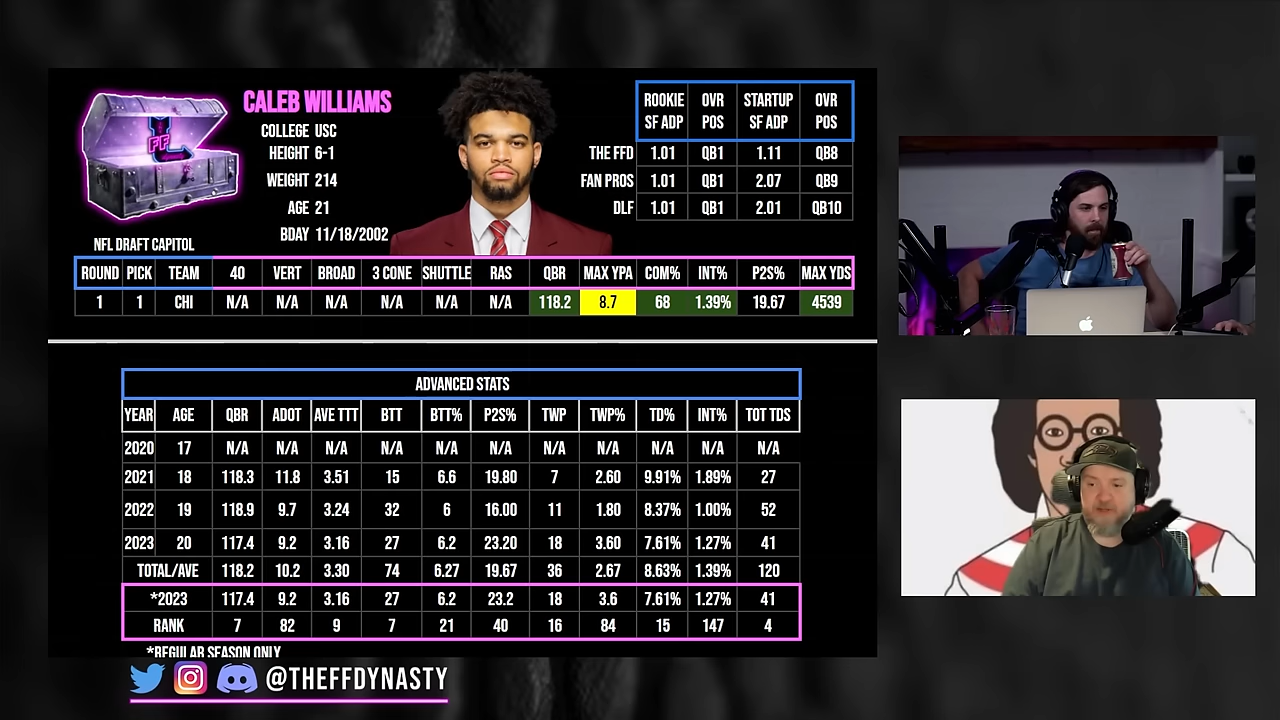 CALEB WILLIAMS
COLLEGE USC
HEIGHT 6-1
WEIGHT 214
AGE 21
BDAY 11/18/2002
FF
NFL DRAFT CAPITOL
ROOKIE SF ADP OVR POS STARTUP SF ADP OVR POS
THE FFD 1.01 QB1 1.11 QB8
FAN PROS 1.01 QB1 2.07 QB9
DLF 1.01 QB1 2.01 QB10
ROUND PICK TEAM 40 VERT BROAD 3 CONE SHUTTLE RAS QBR MAX YPA COM% INT% P2S% MAX YDS
1 1 CHI N/A N/A N/A N/A N/A N/A 118.2 8.7 68 1.39% 19.67 4539
ADVANCED STATS
YEAR AGE QBR ADOT AVE TTT BTT BTT% P2S% TWP TWP% TD% INT% TOT TDS
2020 17 N/A N/A N/A N/A N/A N/A N/A N/A N/A N/A N/A
2021 18 118.3 11.8 3.51 15 6.6 19.80 7 2.60 9.91% 1.89% 27
2022 19 118.9 9.7 3.24 32 6 16.00 11 1.80 8.37% 1.00% 52
2023 20 117.4 9.2 3.16 27 6.2 23.20 18 3.60 7.61% 1.27% 41
TOTAL/AVE 118.2 10.2 3.30 74 6.27 19.67 36 2.67 8.63% 1.39% 120
*2023 117.4 9.2 3.16 27 6.2 23.2 18 3.6 7.61% 1.27% 41
RANK 7 82 9 7 21 40 16 84 15 147 4
*REGULAR SEASON ONLY
@THEFFDYNASTY